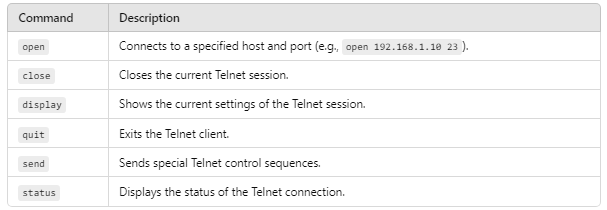 Command Description
open Connects to a specified host and port (e.g., open 192.168.1.10 23 ).
close Closes the current Telnet session.
display Shows the current settings of the Telnet session.
quit Exits the Telnet client.
send Sends special Telnet control sequences.
status Displays the status of the Telnet connection.